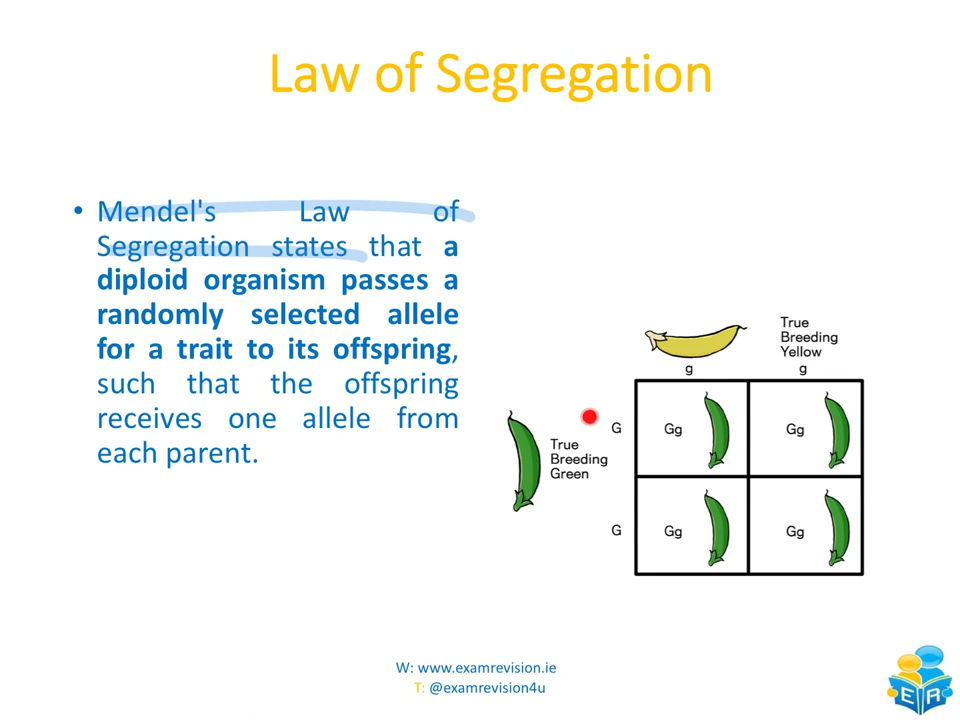 Law of Segregation
• Mendel's Law of
Segregation states that a
diploid organism passes a
randomly selected allele
for a trait to its offspring,
such that the offspring
receives one allele from
each parent.
True
Breeding
Yellow
g g
True
Breeding
Green
G Gg Gg
G Gg Gg
W: www.examrevision.ie
T: @examrevision4u
E R